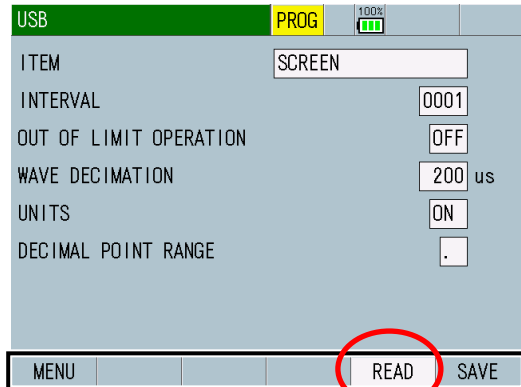 USB PROG 100%
ITEM SCREEN
INTERVAL 0001
OUT OF LIMIT OPERATION OFF
WAVE DECIMATION 200 us
UNITS ON
DECIMAL POINT RANGE .
MENU READ SAVE